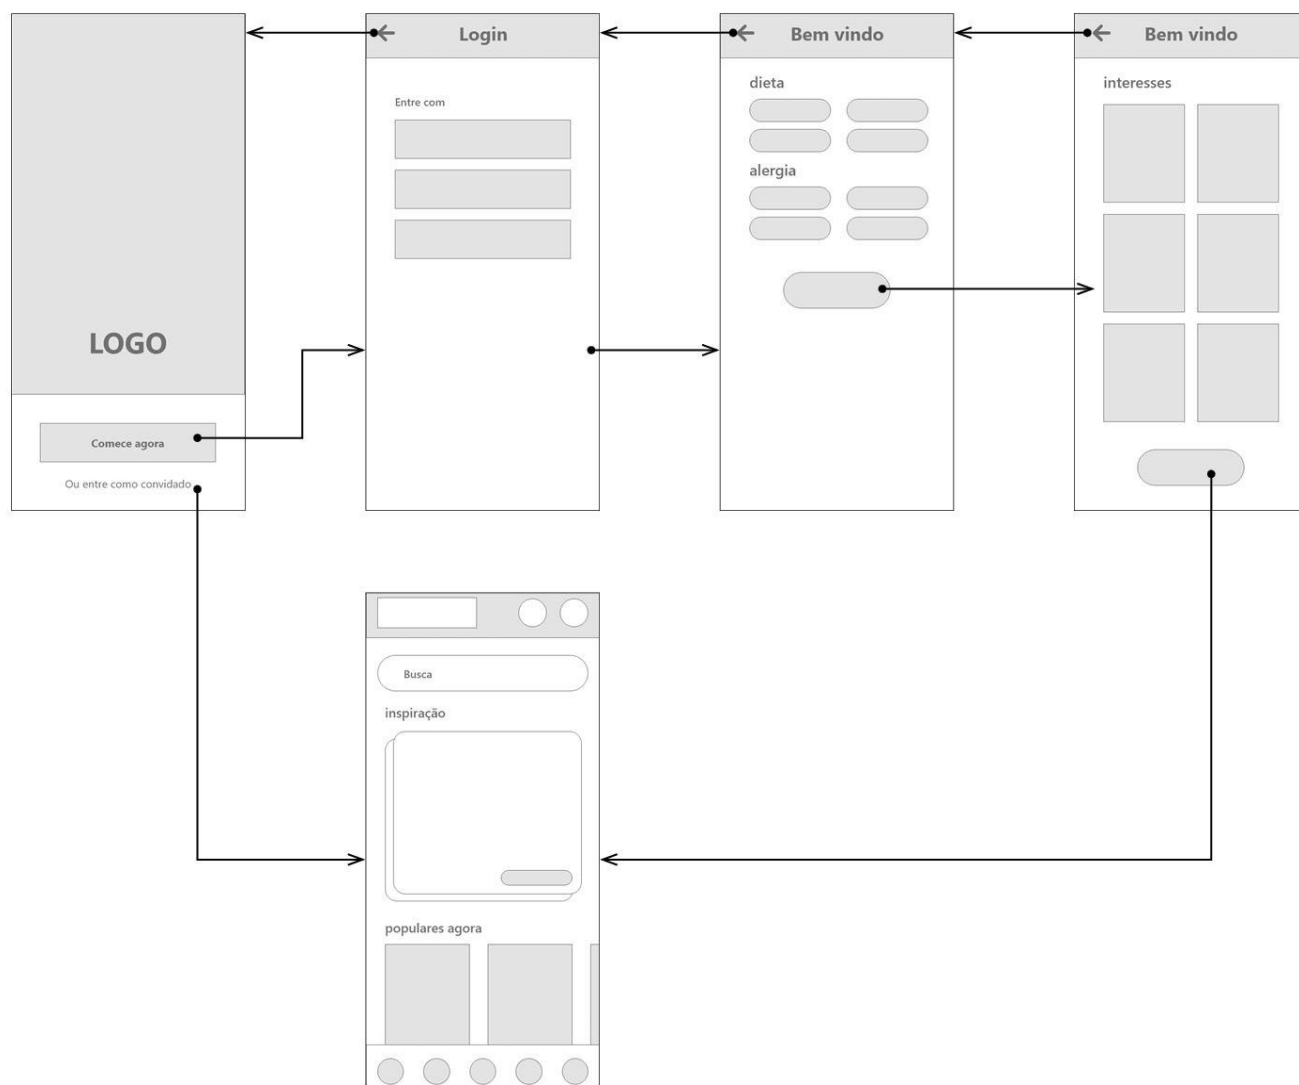 LOGO
Comece agora
Ou entre como convidado
Login
Entre com
Bem vindo
dieta
alergia
Bem vindo
interesses
Busca
inspiração
populares agora